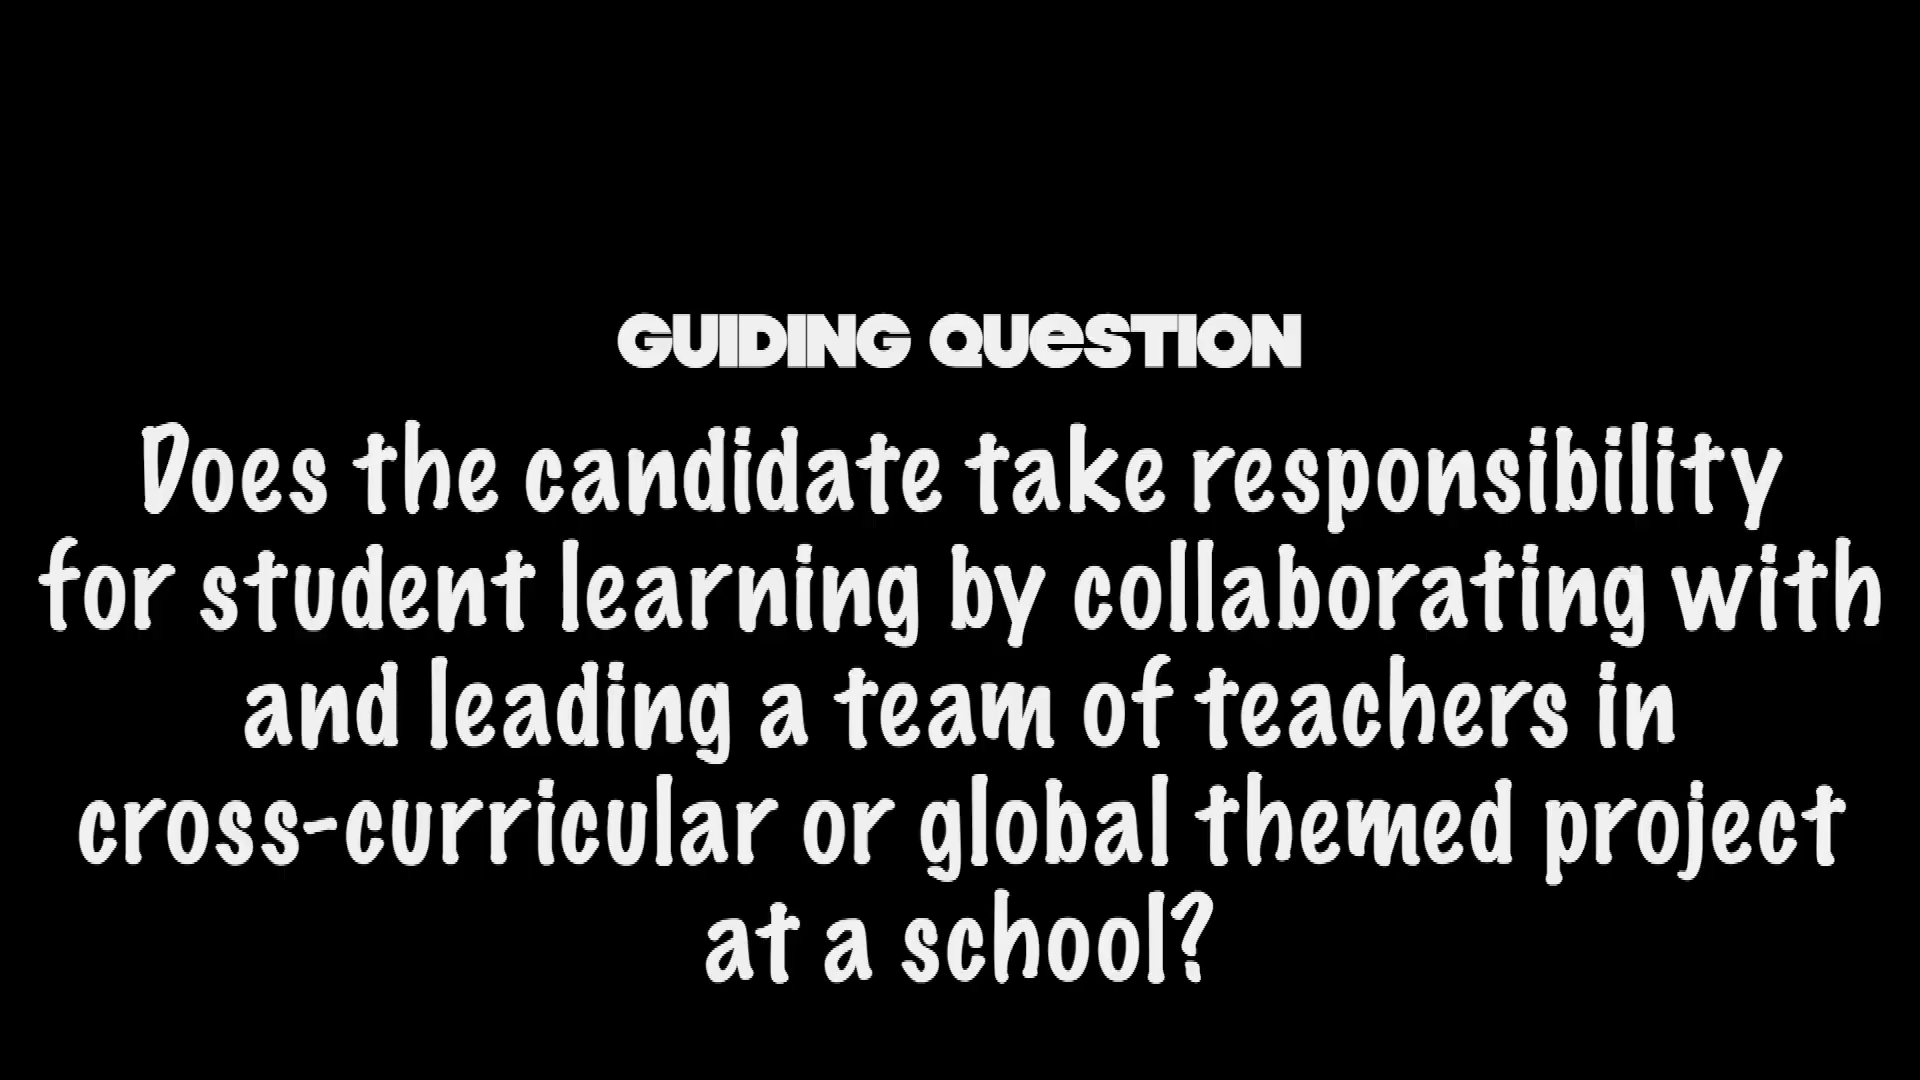 GUIDING QUeSTION
Does the candidate take responsibility
for student learning by collaborating with
and leading a team of teachers in
cross-curricular or global themed project
at a school?